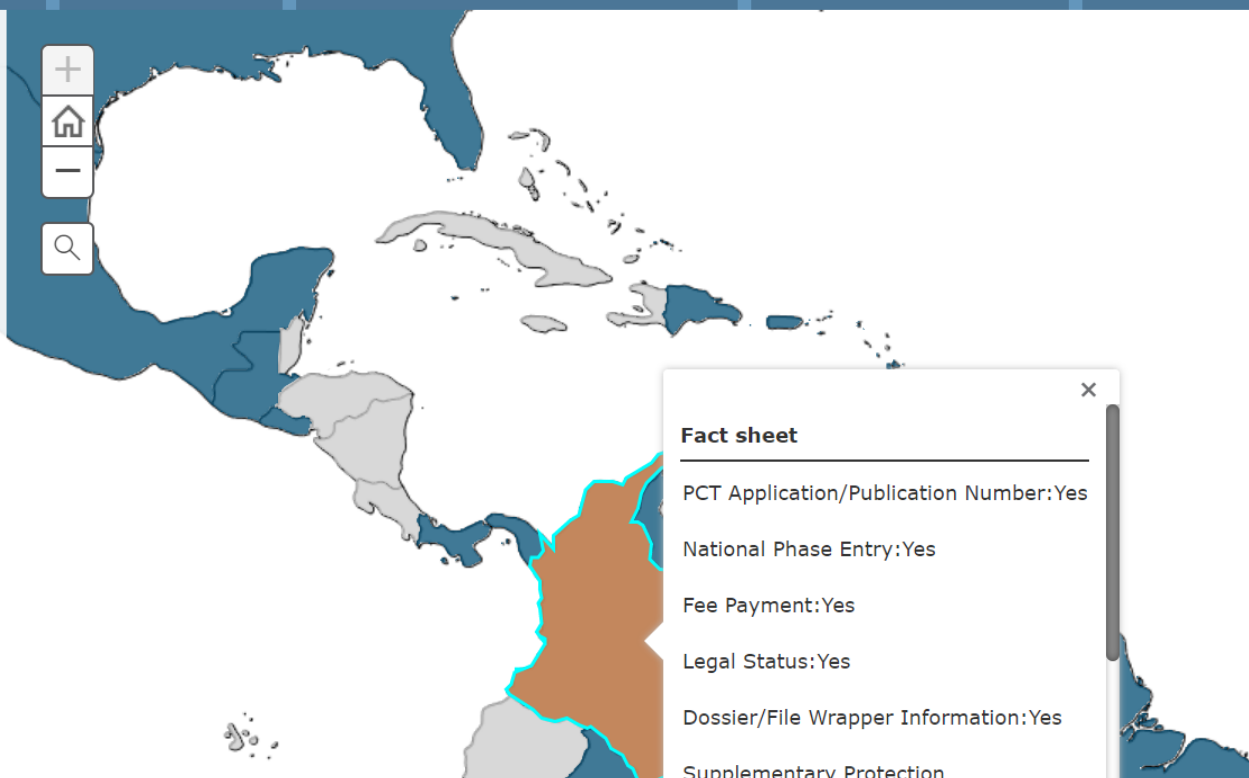 Fact sheet
PCT Application/Publication Number:Yes
National Phase Entry:Yes
Fee Payment:Yes
Legal Status:Yes
Dossier/File Wrapper Information:Yes
Supplementary Protection